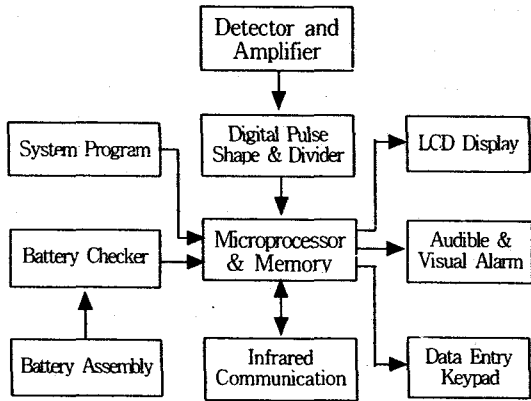 Detector and
Amplifier
Digital Pulse
Shape & Divider
System Program
LCD Display
Microprocessor
& Memory
Battery Checker
Audible &
Visual Alarm
Battery Assembly
Infrared
Communication
Data Entry
Keypad